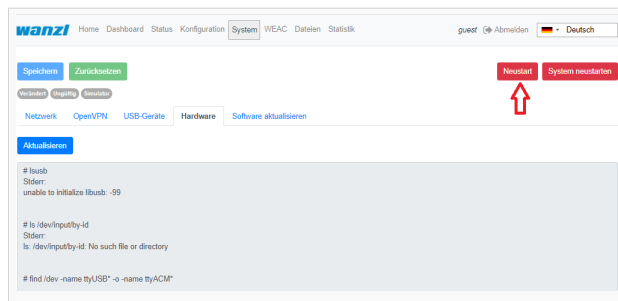 wanzl Home Dashboard Status Konfiguration System WEAC Dateien Statistik guest Abmelden Deutsch
Speichern Zurücksetzen Neustart System neustarten
Verändert Ungültig Simulator
Netzwerk OpenVPN USB-Geräte Hardware Software aktualisieren
Aktualisieren
# lsusb
Stderr:
unable to initialize libusb: -99
# ls /dev/input/by-id
Stderr:
ls: /dev/input/by-id: No such file or directory
# find /dev -name ttyUSB* -o -name ttyACM*